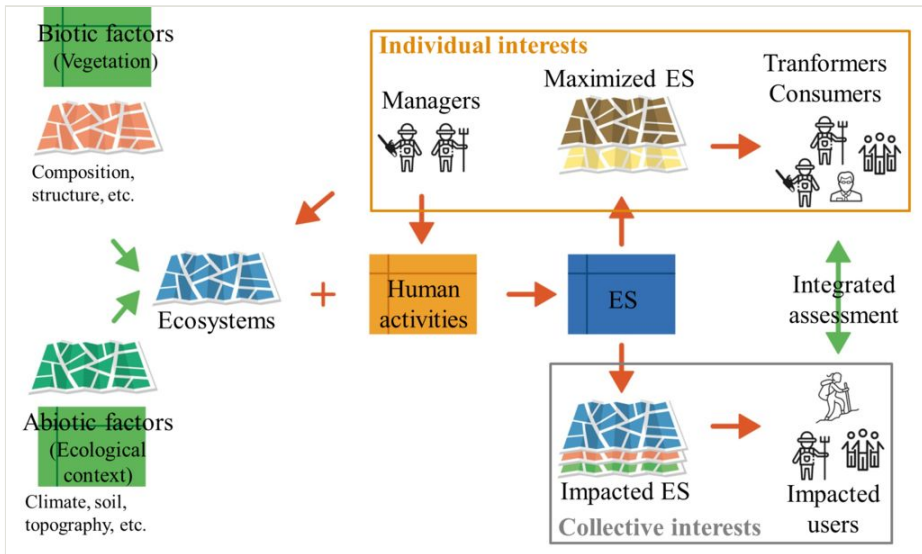 Biotic factors
(Vegetation)
Composition,
structure, etc.
Individual interests
Managers
Maximized ES
Tranformers
Consumers
Ecosystems
+
Human
activities
ES
Integrated
assessment
Abiotic factors
(Ecological
context)
Climate, soil,
topography, etc.
Impacted ES
Impacted
users
Collective interests